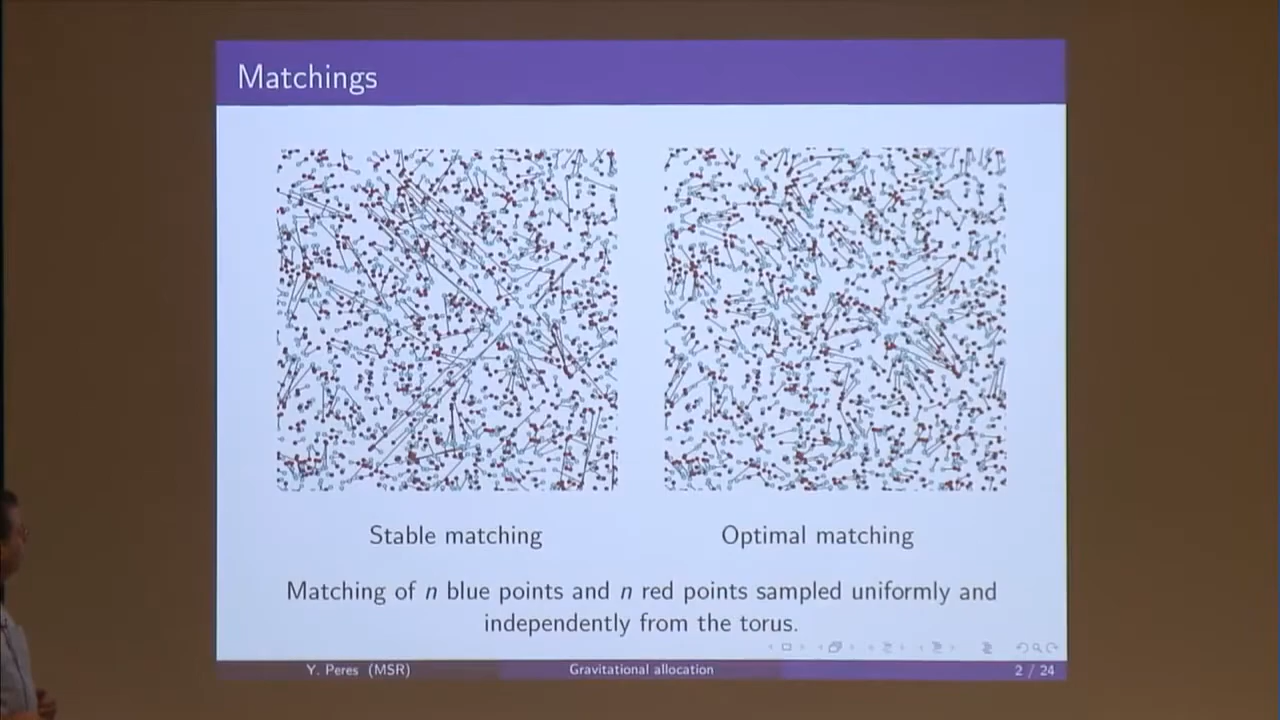 Matchings
Stable matching
Optimal matching
Matching of n blue points and n red points sampled uniformly and
independently from the torus.
Y. Peres (MSR)
Gravitational allocation
2 / 24